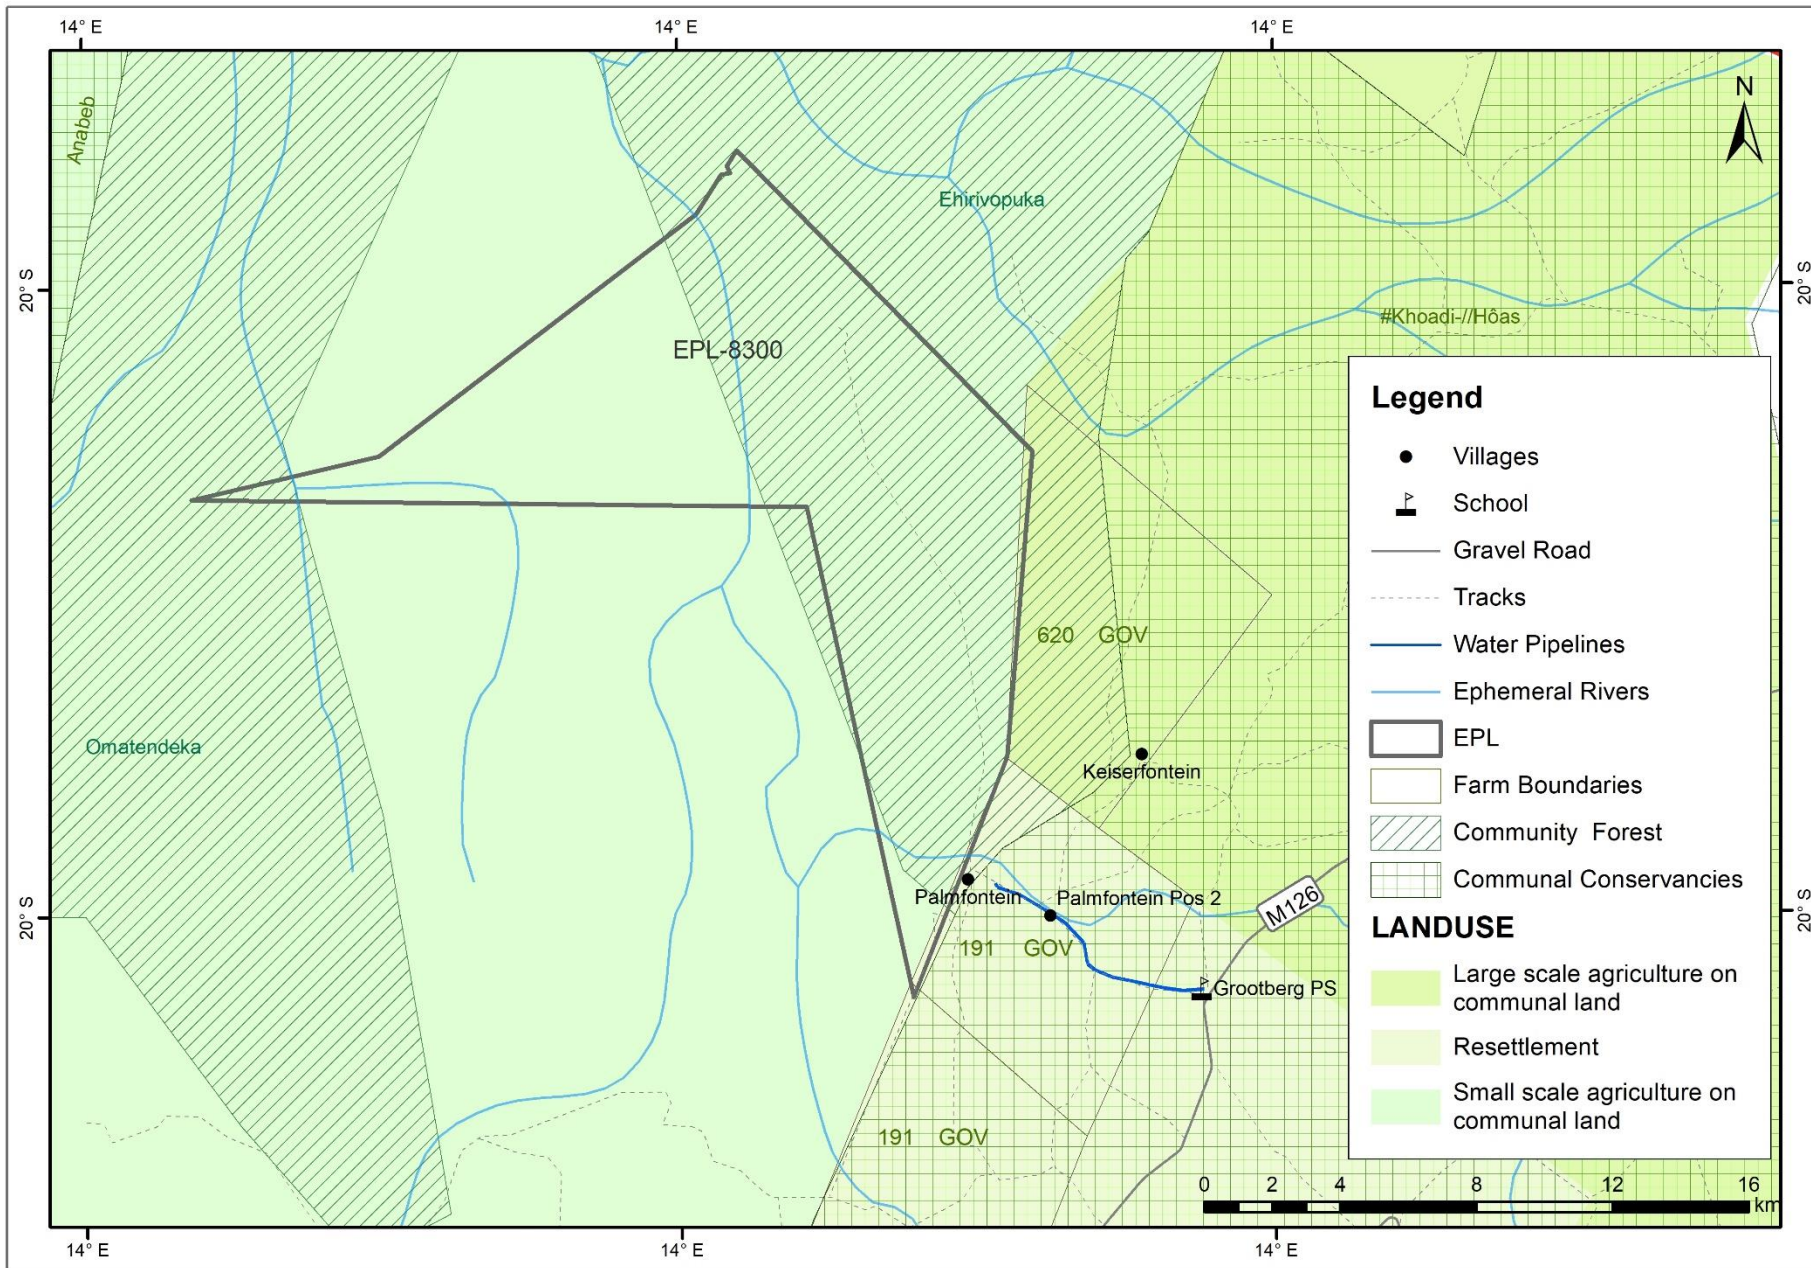 14° E
14° E
14° E
N
Anabeb
Ehirivopuka
20° S
20° S
#Khoadi-//Hôas
EPL-8300
Legend
Villages
School
Gravel Road
Tracks
Water Pipelines
Ephemeral Rivers
EPL
Farm Boundaries
Community Forest
Communal Conservancies
LANDUSE
Large scale agriculture on
communal land
Resettlement
Small scale agriculture on
communal land
620 GOV
Omatendeka
Keiserfontein
Palmfontein
Palmfontein Pos 2
M126
20° S
20° S
191 GOV
Grootberg PS
191 GOV
0 2 4 8 12 16
km
14° E
14° E
14° E